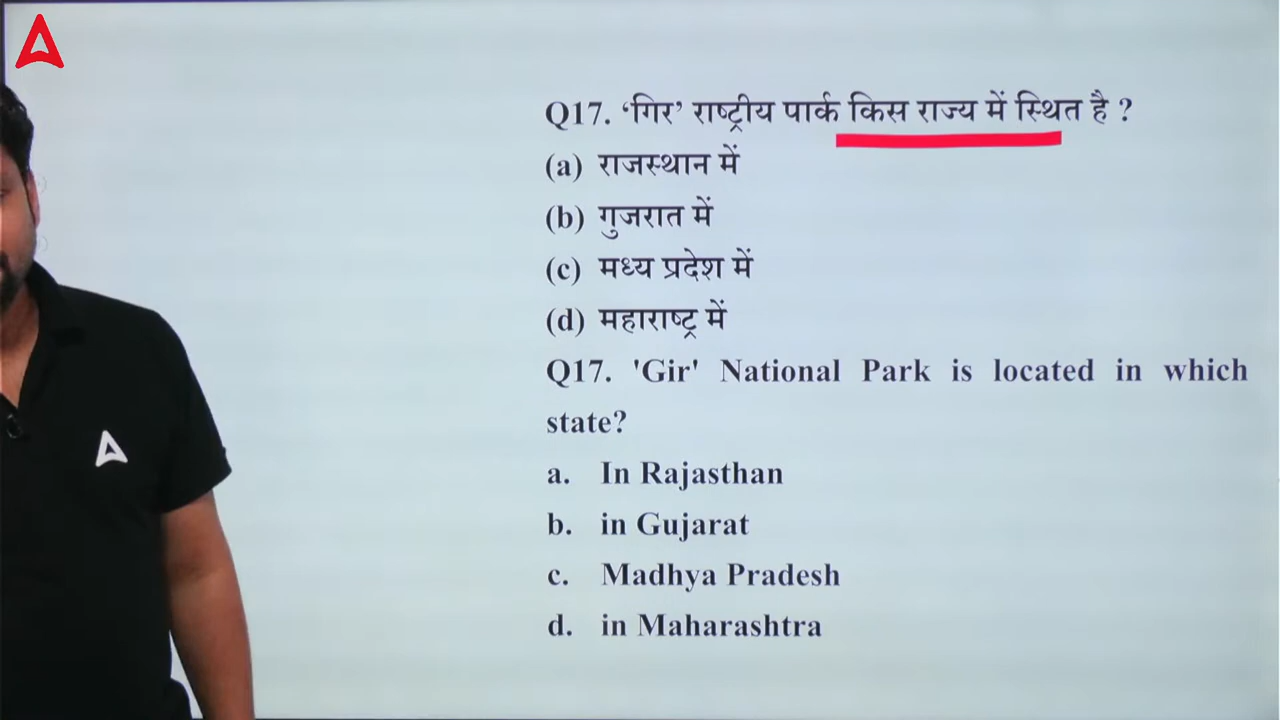 Q17. ‘गिर’ राष्ट्रीय पार्क किस राज्य में स्थित है ?
(a) राजस्थान में
(b) गुजरात में
(c) मध्य प्रदेश में
(d) महाराष्ट्र में
Q17. 'Gir' National Park is located in which
state?
a. In Rajasthan
b. in Gujarat
c. Madhya Pradesh
d. in Maharashtra